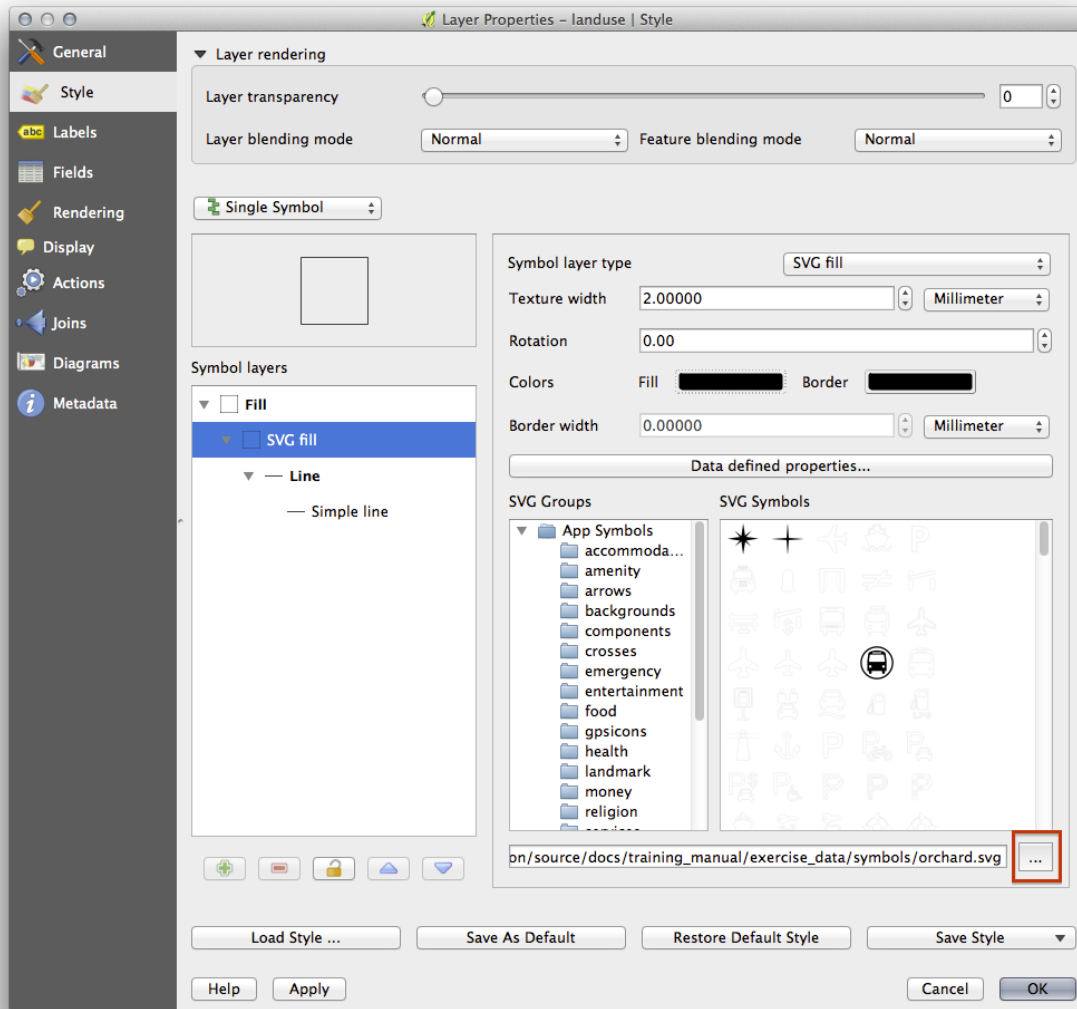 Layer Properties - landuse | Style
General
Style
abc Labels
Fields
Rendering
Display
Actions
Joins
Diagrams
i Metadata
Layer rendering
Layer transparency 0
Layer blending mode Normal Feature blending mode Normal
Single Symbol
Symbol layers
Fill
SVG fill
Line
Simple line
Symbol layer type SVG fill
Texture width 2.00000 Millimeter
Rotation 0.00
Colors Fill Border
Border width 0.00000 Millimeter
Data defined properties...
SVG Groups SVG Symbols
App Symbols
accommoda...
amenity
arrows
backgrounds
components
crosses
emergency
entertainment
food
gpsicons
health
landmark
money
religion
on/source/docs/training_manual/exercise_data/symbols/orchard.svg ...
Load Style ... Save As Default Restore Default Style Save Style
Help Apply Cancel OK